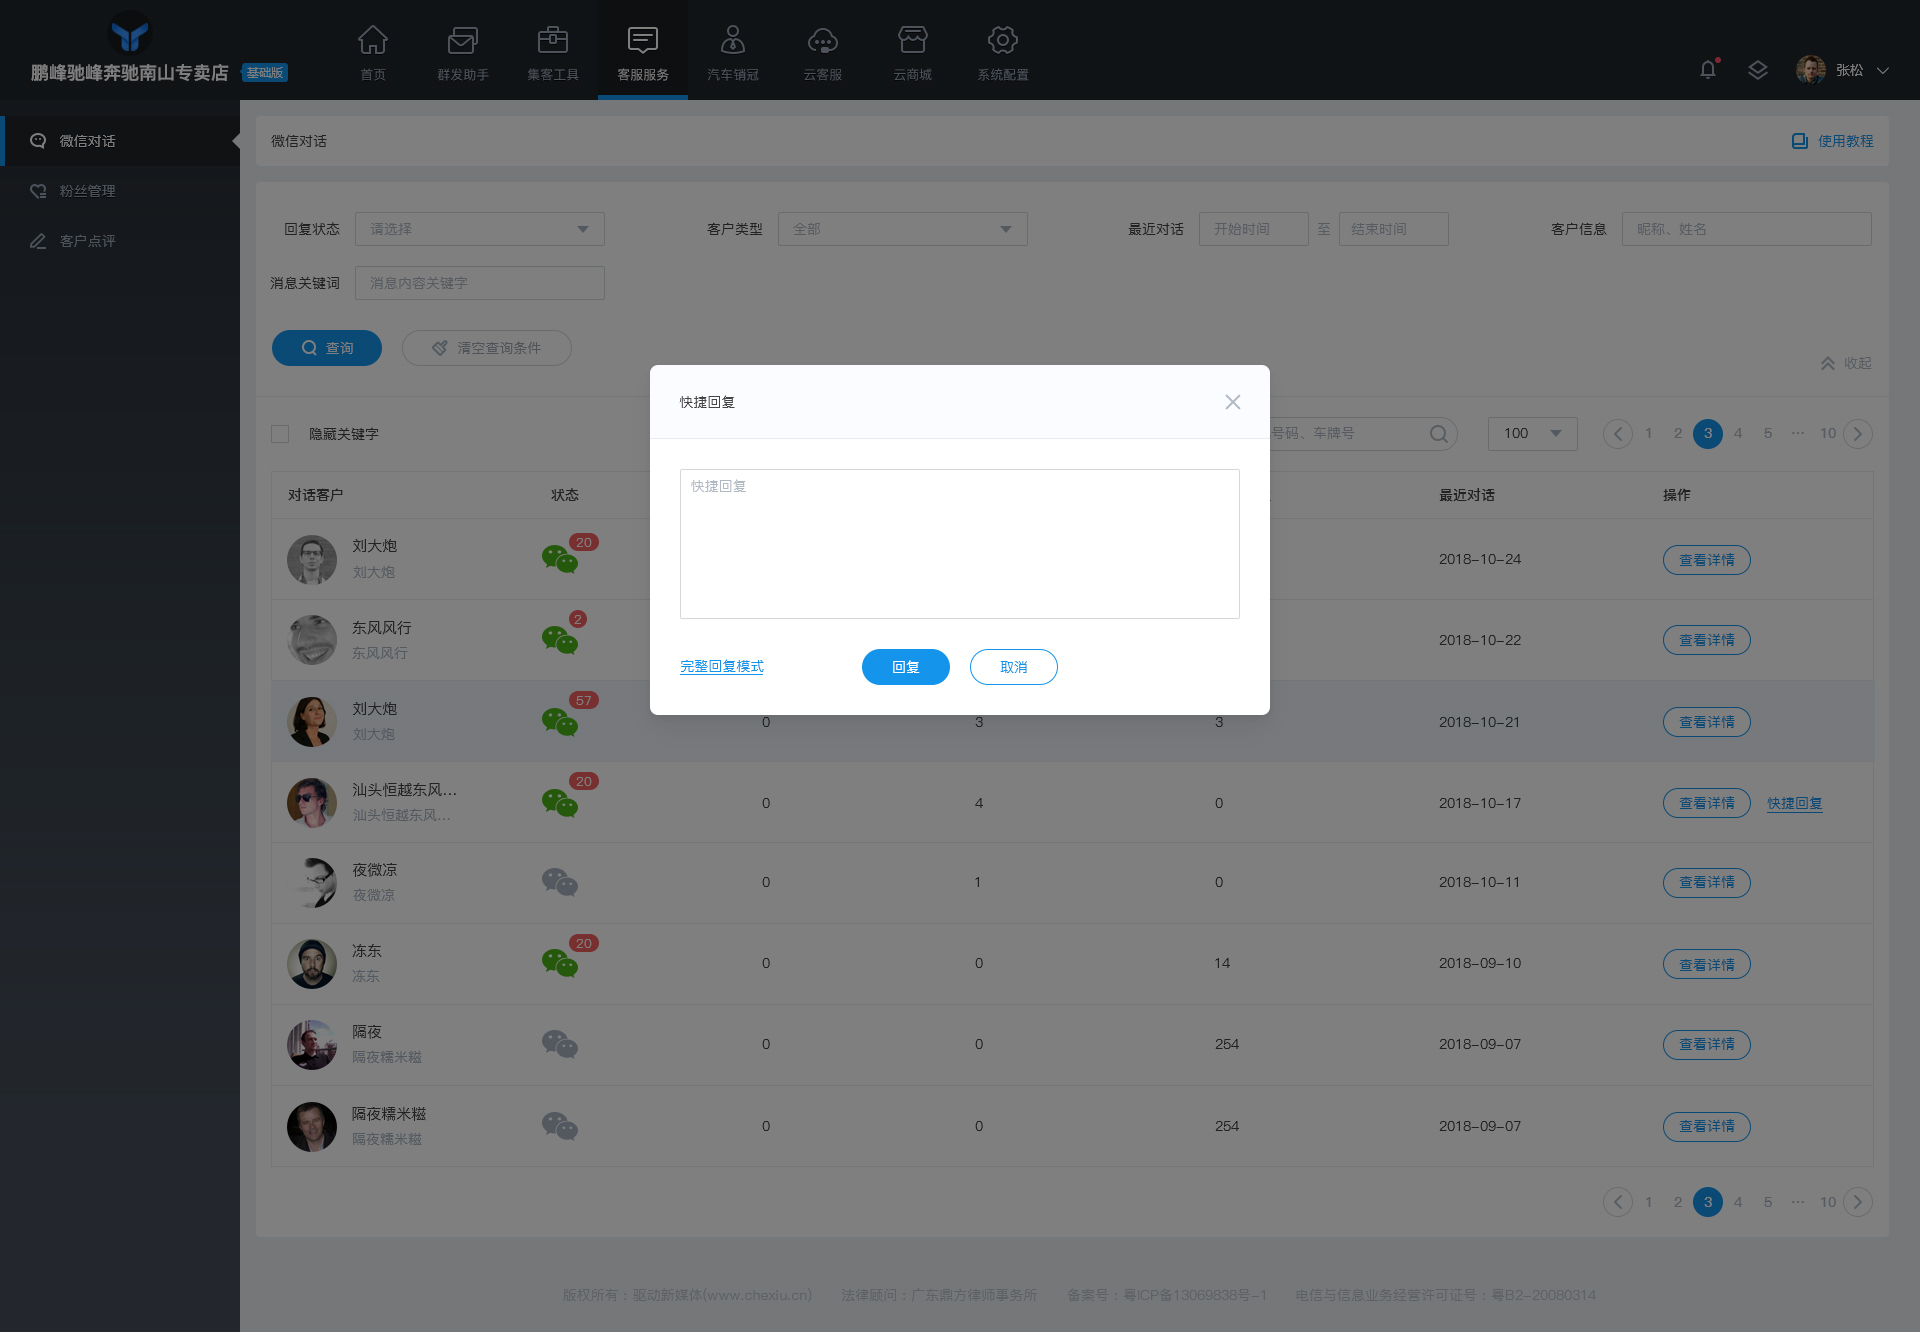 鹏峰驰峰奔驰南山专卖店 基础版
首页 群发助手 集客工具 客服服务 汽车销冠 云客服 云商城 系统配置
张松
微信对话
粉丝管理
客户点评
微信对话 使用教程
回复状态 请选择 客户类型 全部 最近对话 开始时间 至 结束时间 客户信息 昵称、姓名
消息关键词 消息内容关键字
查询 清空查询条件
收起
隐藏关键字 号码、车牌号 100 1 2 3 4 5 ··· 10
对话客户 状态 最近对话 操作
刘大炮 20
刘大炮 2018-10-24 查看详情
东风风行 2
东风风行 2018-10-22 查看详情
刘大炮 57
刘大炮 0 3 3 2018-10-21 查看详情
汕头恒越东风... 20
汕头恒越东风... 0 4 0 2018-10-17 查看详情 快捷回复
夜微凉
夜微凉 0 1 0 2018-10-11 查看详情
冻东 20
冻东 0 0 14 2018-09-10 查看详情
隔夜
隔夜糯米糍 0 0 254 2018-09-07 查看详情
隔夜糯米糍
隔夜糯米糍 0 0 254 2018-09-07 查看详情
快捷回复
快捷回复
完整回复模式 回复 取消
1 2 3 4 5 ··· 10
版权所有：驱动新媒体(www.chexiu.cn) 法律顾问：广东鼎方律师事务所 备案号：粤ICP备13069838号-1 电信与信息业务经营许可证号：粤B2-20080314